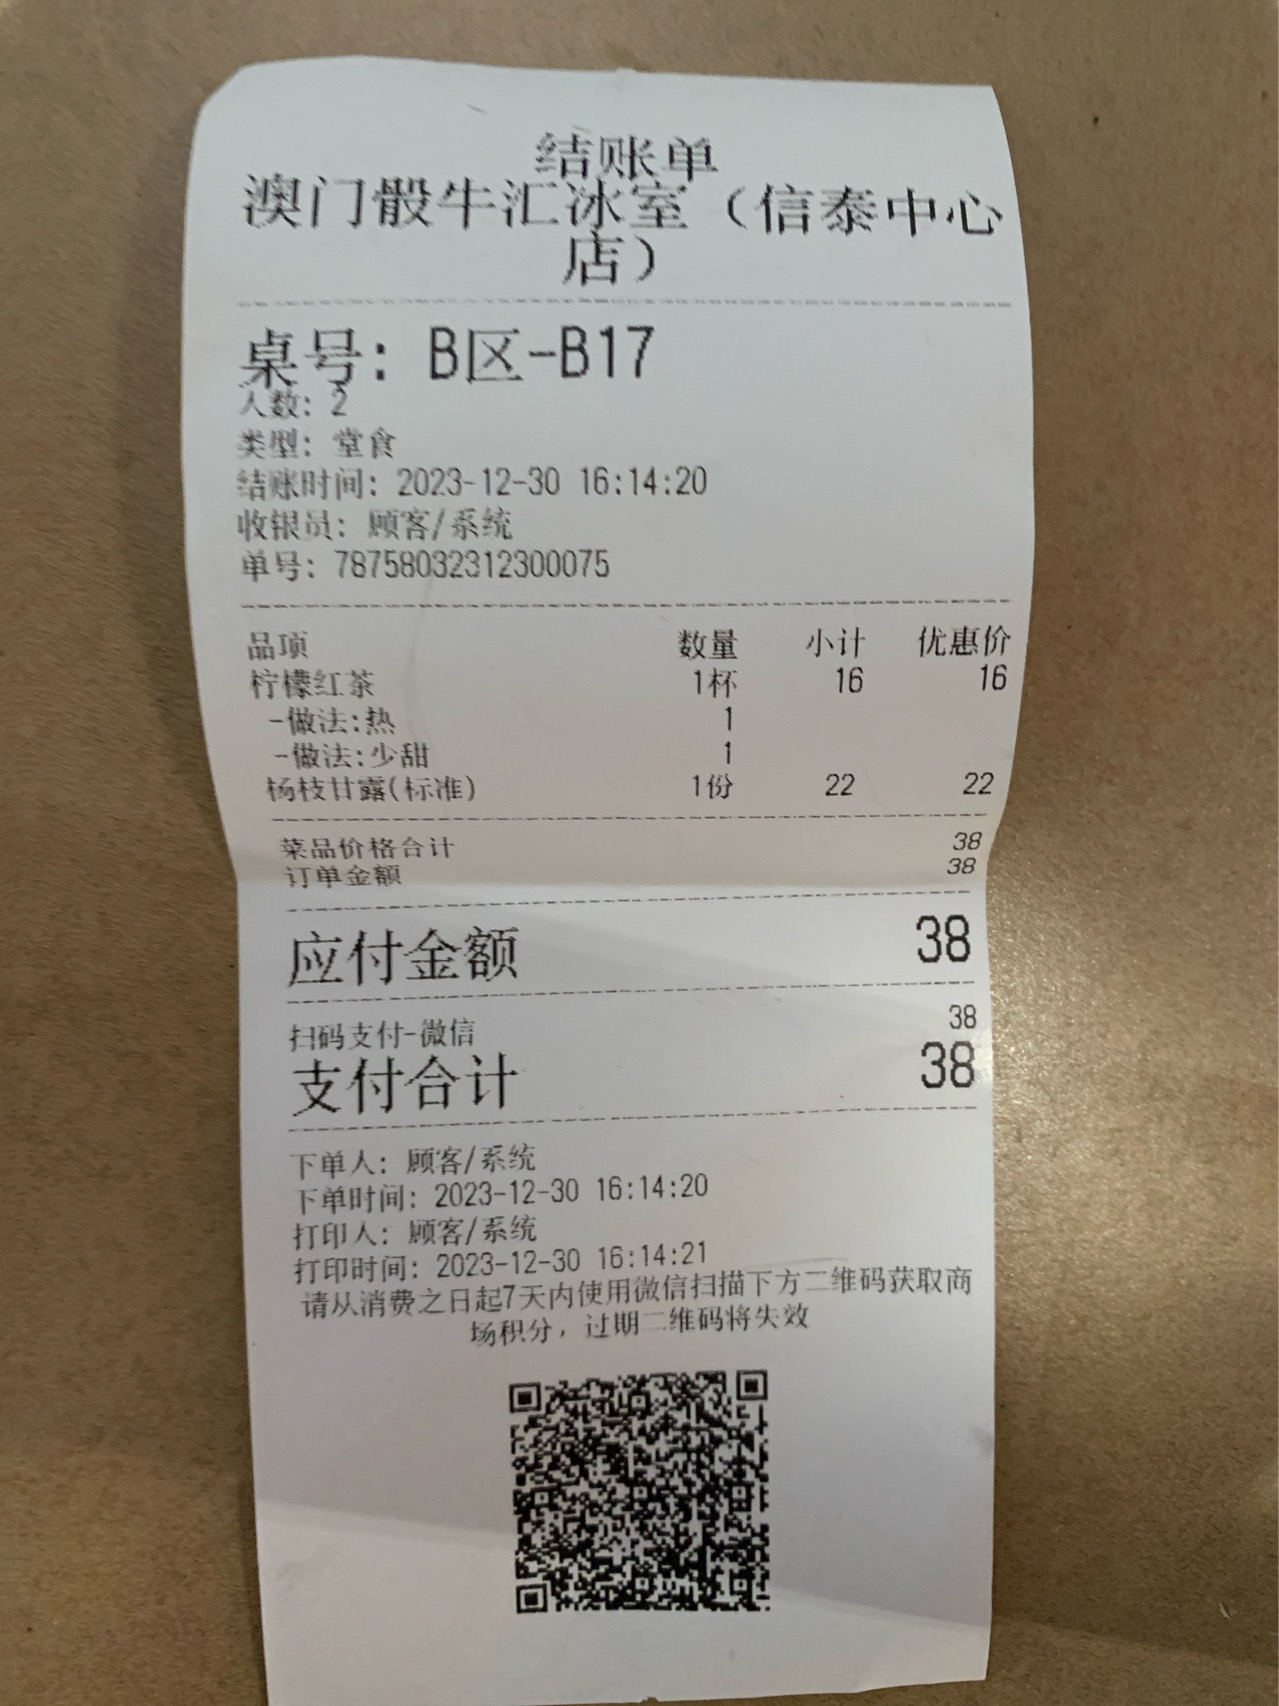 结账单
澳门骰牛汇冰室（信泰中心
店）
桌号: B区-B17
人数: 2
类型: 堂食
结账时间: 2023-12-30 16:14:20
收银员: 顾客/系统
单号: 78758032312300075
品项 数量 小计 优惠价
柠檬红茶 1杯 16 16
-做法:热 1
-做法:少甜 1
杨枝甘露(标准) 1份 22 22
菜品价格合计 38
订单金额 38
应付金额 38
扫码支付-微信 38
支付合计 38
下单人: 顾客/系统
下单时间: 2023-12-30 16:14:20
打印人: 顾客/系统
打印时间: 2023-12-30 16:14:21
请从消费之日起7天内使用微信扫描下方二维码获取商
场积分，过期二维码将失效